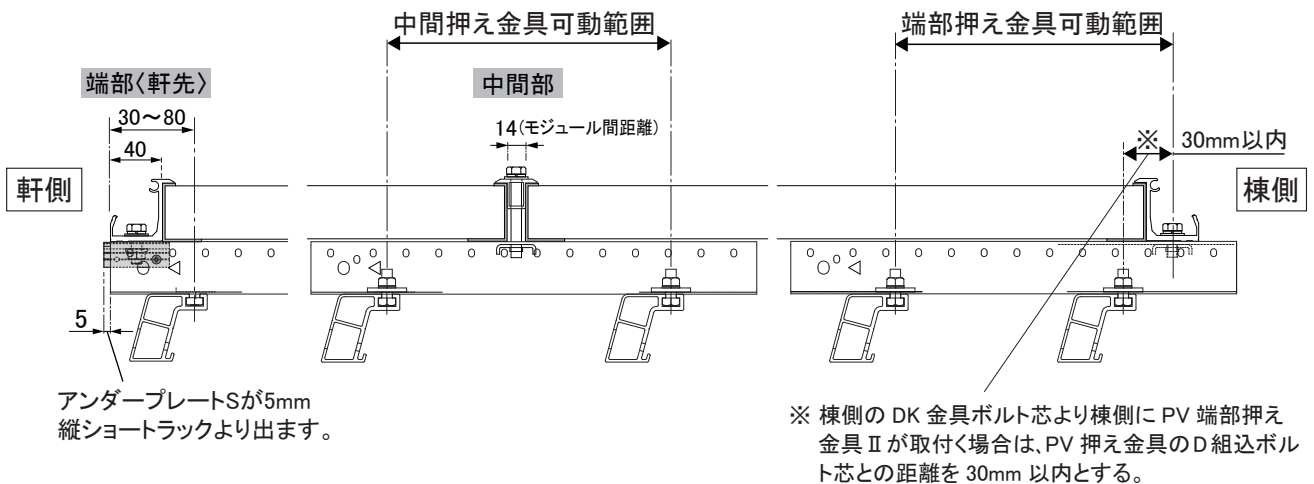 中間押え金具可動範囲
端部押え金具可動範囲
端部〈軒先〉
中間部
30～80
14(モジュール間距離)
40
※ 30mm以内
軒側
棟側
5
アンダープレートSが5mm
縦ショートラックより出ます。
※ 棟側の DK 金具ボルト芯より棟側に PV 端部押え
金具Ⅱが取付く場合は、PV 押え金具のD組込ボル
ト芯との距離を 30mm 以内とする。